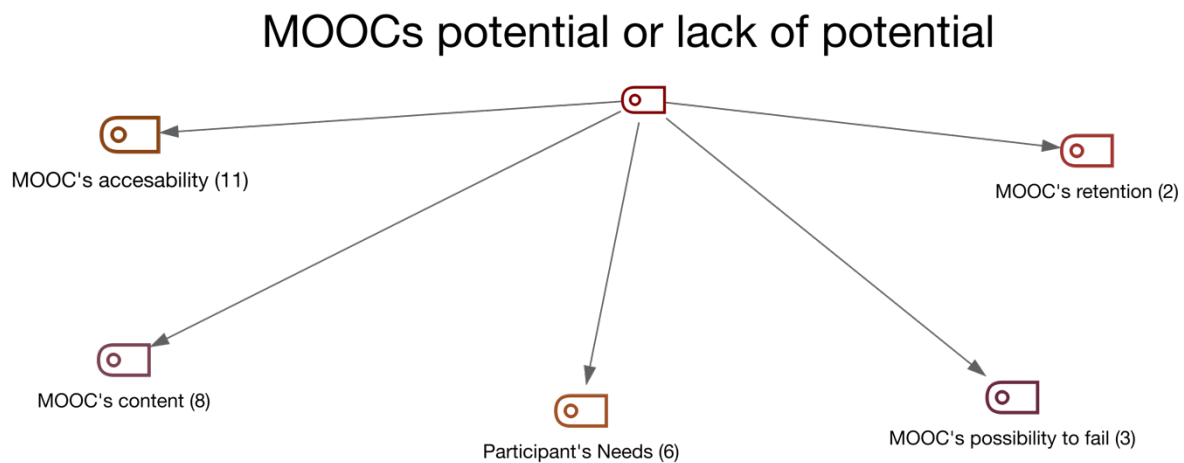 MOOCs potential or lack of potential
MOOC's accesability (11)
MOOC's retention (2)
MOOC's content (8)
Participant's Needs (6)
MOOC's possibility to fail (3)